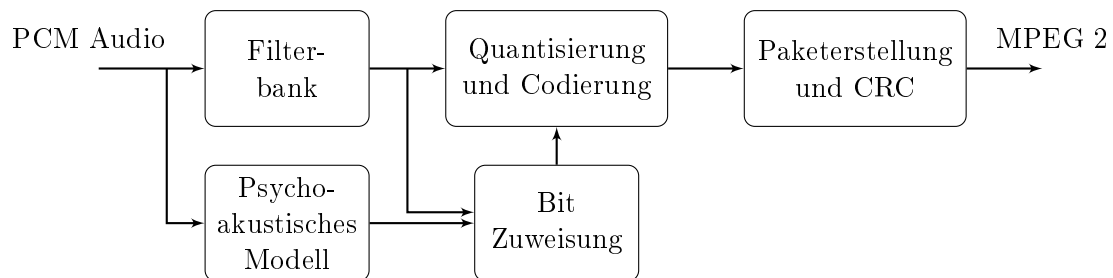 PCM Audio
Filter-
bank
Quantisierung
und Codierung
Paketerstellung
und CRC
MPEG 2
Psycho-
akustisches
Modell
Bit
Zuweisung